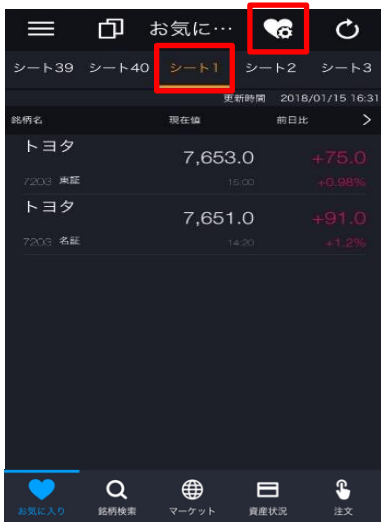 お気に…
シート39 シート40 シート1 シート2 シート3
更新時間 2018/01/15 16:31
銘柄名 現在値 前日比 >
トヨタ 7,653.0 +75.0
7203 東証 15:00 +0.98%
トヨタ 7,651.0 +91.0
7203 名証 14:20 +1.2%
お気に入り 銘柄検索 マーケット 資産状況 注文